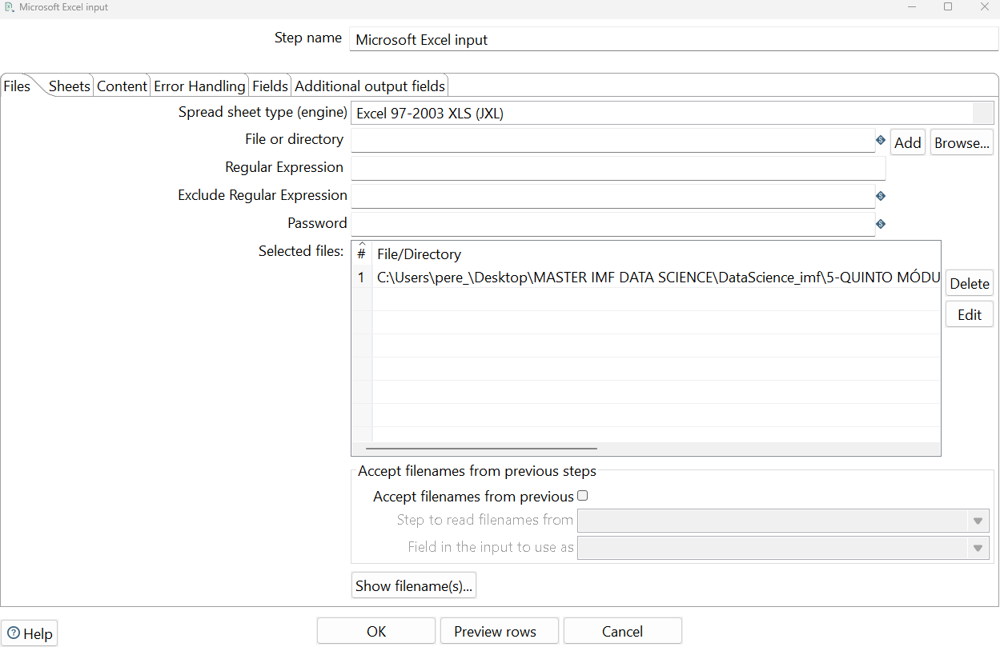 Microsoft Excel input
Step name Microsoft Excel input
Files Sheets Content Error Handling Fields Additional output fields
Spread sheet type (engine) Excel 97-2003 XLS (JXL)
File or directory Add Browse...
Regular Expression
Exclude Regular Expression
Password
Selected files: # File/Directory
1 C:\Users\pere_\Desktop\MASTER IMF DATA SCIENCE\DataScience_imf\5-QUINTO MÓDU
Delete
Edit
Accept filenames from previous steps
Accept filenames from previous
Step to read filenames from
Field in the input to use as
Show filename(s)...
Help OK Preview rows Cancel